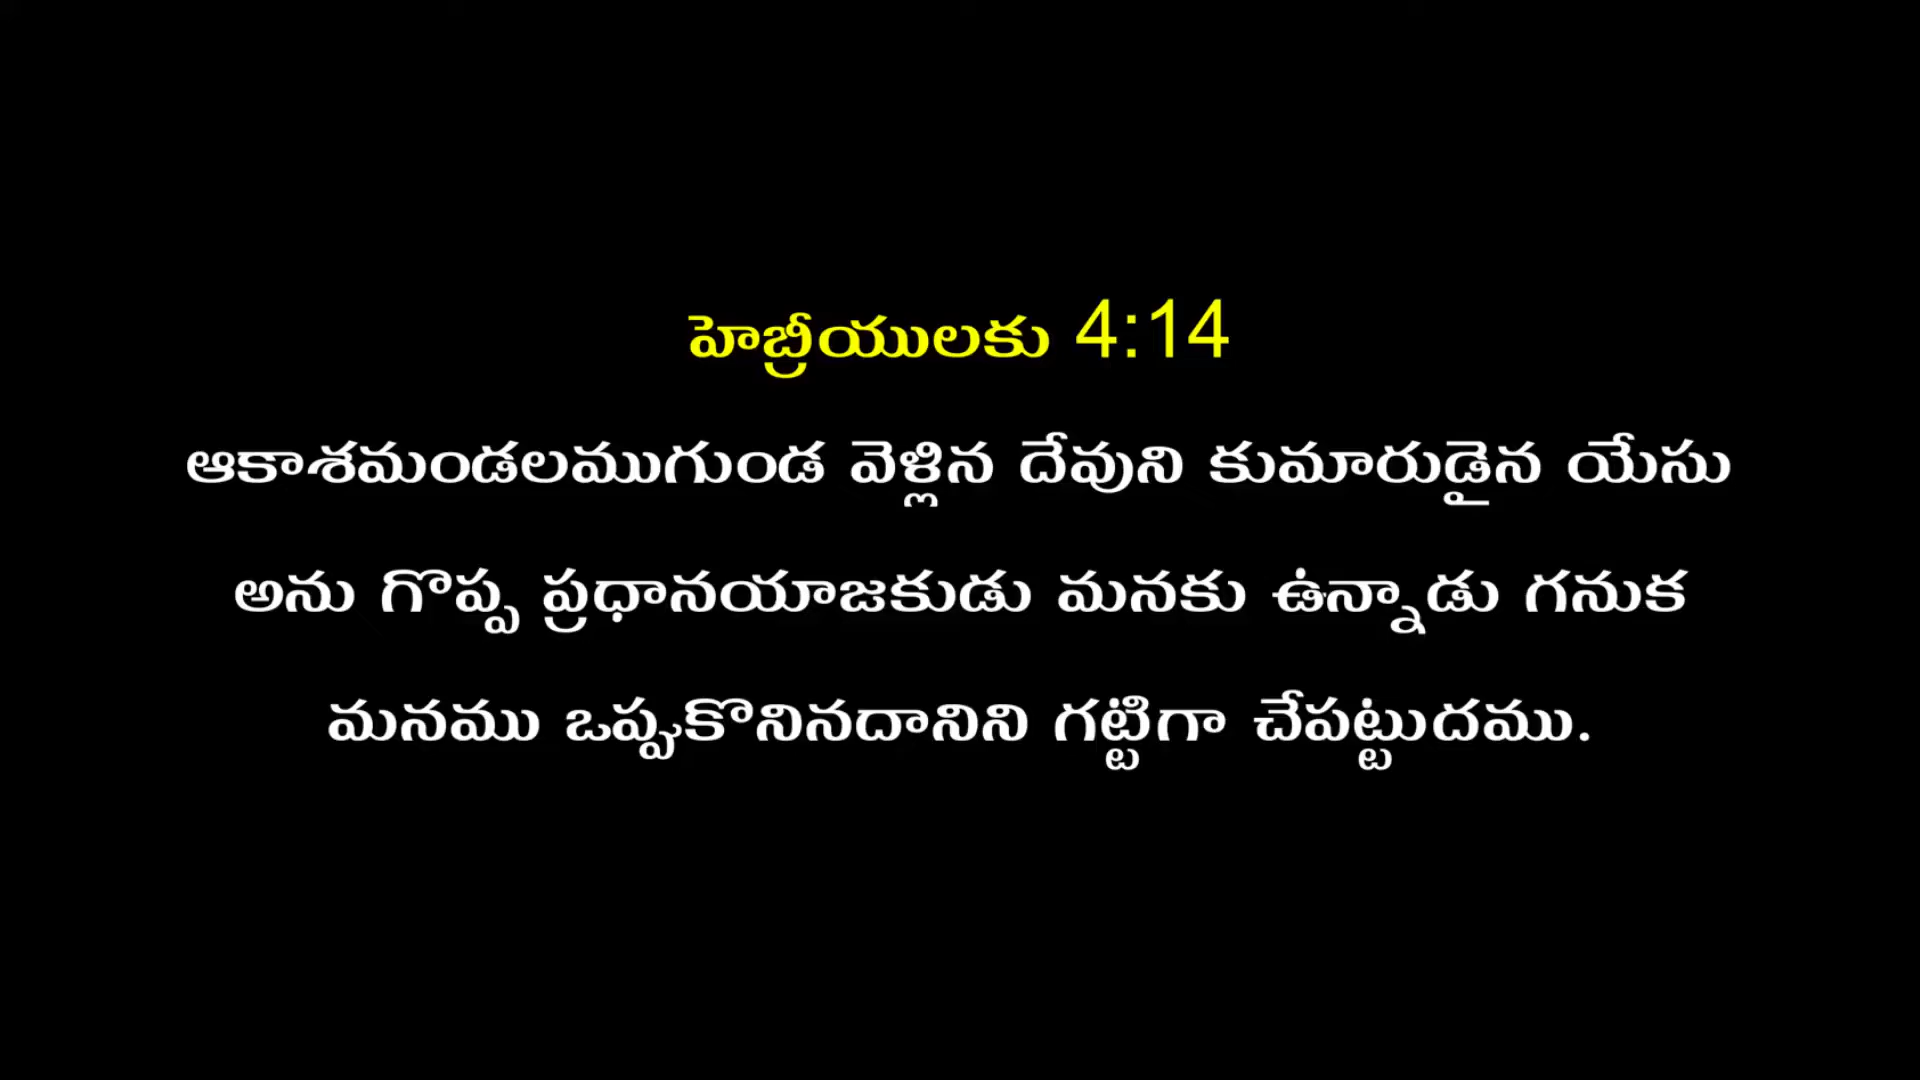 హెబ్రీయులకు 4:14
ఆకాశమండలముగుండ వెళ్లిన దేవుని కుమారుడైన యేసు
అను గొప్ప ప్రధానయాజకుడు మనకు ఉన్నాడు గనుక
మనము ఒప్పుకొనినదానిని గట్టిగా చేపట్టుదము.